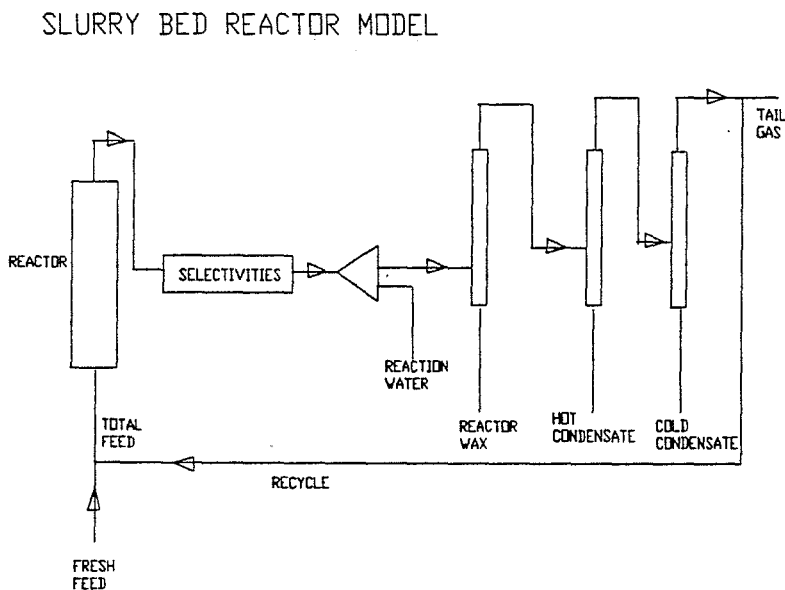 SLURRY BED REACTOR MODEL
TAIL
GAS
REACTOR
SELECTIVITIES
REACTION
WATER
TOTAL
FEED
REACTOR
WAX
HOT
CONDENSATE
COLD
CONDENSATE
RECYCLE
FRESH
FEED